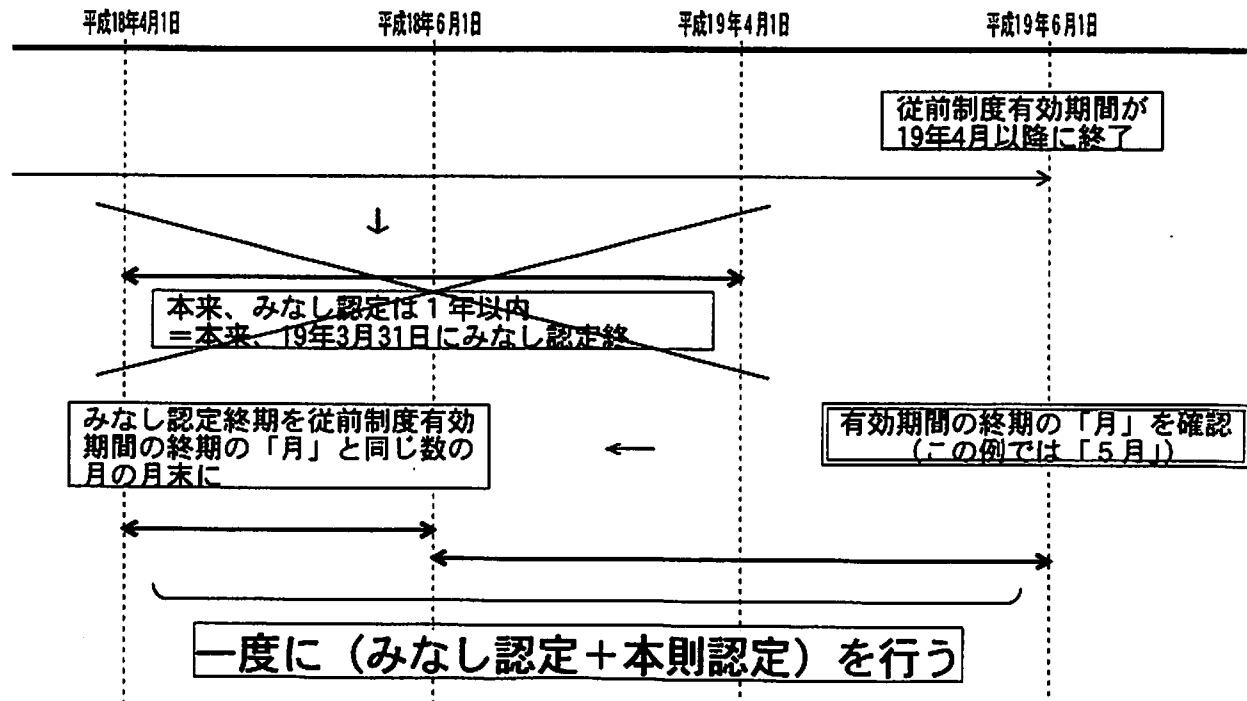 平成18年4月1日
平成18年6月1日
平成19年4月1日
平成19年6月1日
従前制度有効期間が
19年4月以降に終了
↓
本来、みなし認定は１年以内
＝本来、19年3月31日にみなし認定終
みなし認定終期を従前制度有効
期間の終期の「月」と同じ数の
月の月末に
←
有効期間の終期の「月」を確認
（この例では「５月」）
一度に（みなし認定＋本則認定）を行う